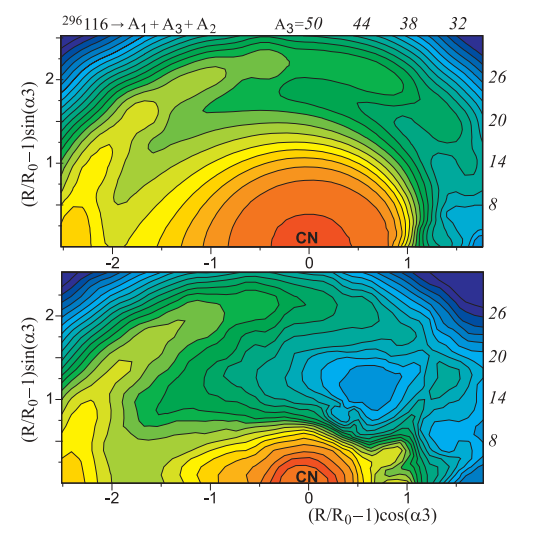 ²⁹⁶116→A₁+A₃+A₂ A₃=50 44 38 32
2
1
(R/R₀−1)sin(α3)
26
20
14
8
CN
-2 -1 0 1
2
1
(R/R₀−1)sin(α3)
26
20
14
8
CN
-2 -1 0 1
(R/R₀−1)cos(α3)